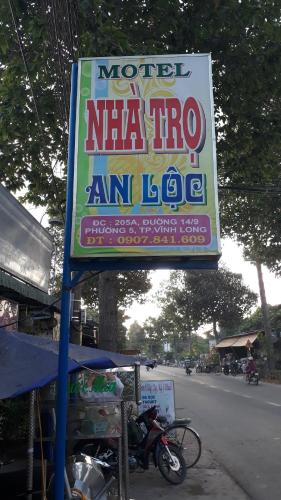 MOTEL
NHÀ TRỌ
AN LỘC
ĐC : 205A, ĐƯỜNG 14/9
PHƯỜNG 5, TP.VĨNH LONG
ĐT : 0907.841.609